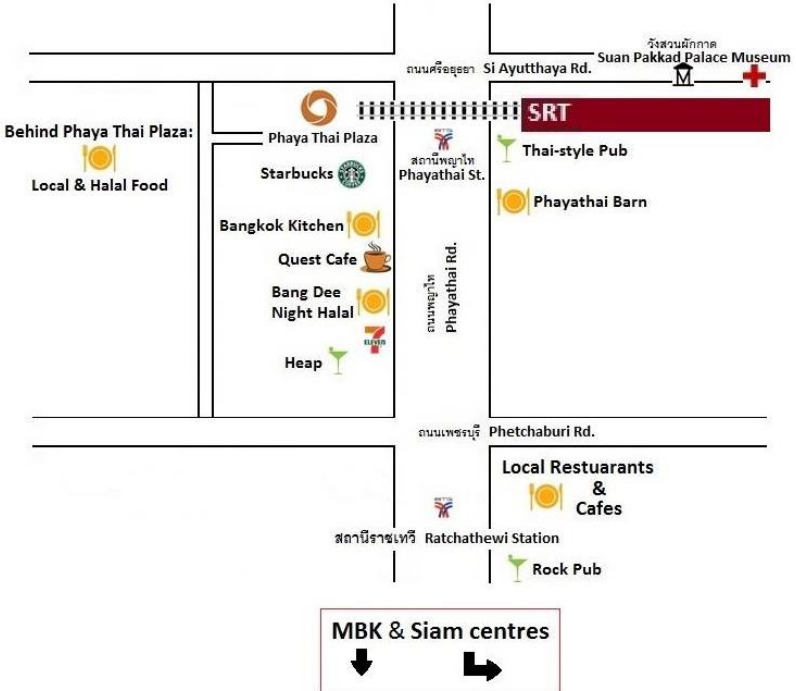 วังสวนผักกาด
Suan Pakkad Palace Museum
ถนนศรีอยุธยา Si Ayutthaya Rd.
M
SRT
Behind Phaya Thai Plaza:
Local & Halal Food
Phaya Thai Plaza
สถานีพญาไท
Phayathai St.
Thai-style Pub
Starbucks
Phayathai Barn
Bangkok Kitchen
Quest Cafe
ถนนพญาไท
Phayathai Rd.
Bang Dee
Night Halal
7
ELEVEN
Heap
ถนนเพชรบุรี Phetchaburi Rd.
Local Restuarants
&
Cafes
สถานีราชเทวี Ratchathewi Station
Rock Pub
MBK & Siam centres